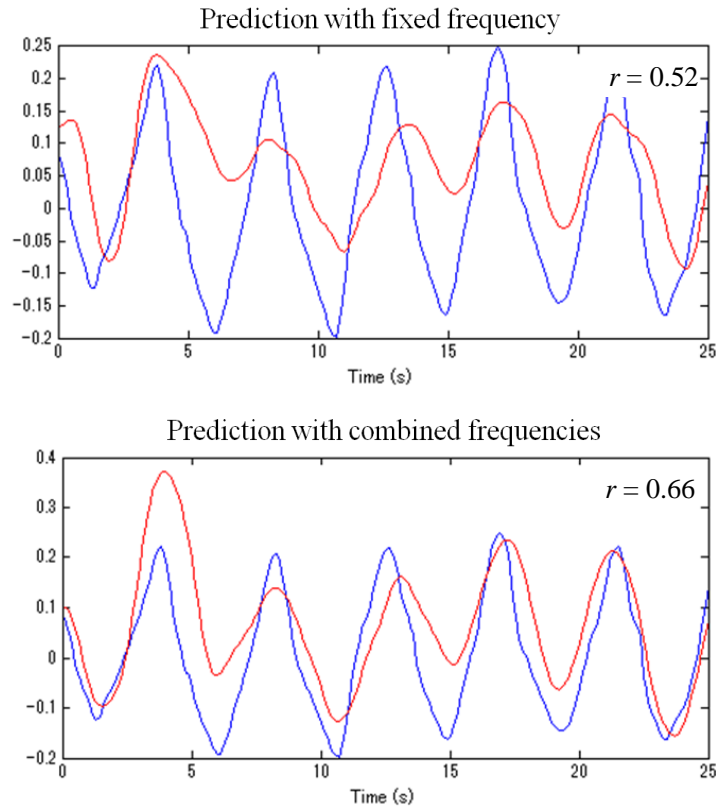 Prediction with fixed frequency
0.25
0.2
0.15
0.1
0.05
0
−0.05
−0.1
−0.15
−0.2
r = 0.52
0 5 10 15 20 25
Time (s)
Prediction with combined frequencies
0.4
0.3
0.2
0.1
0
−0.1
−0.2
r = 0.66
0 5 10 15 20 25
Time (s)